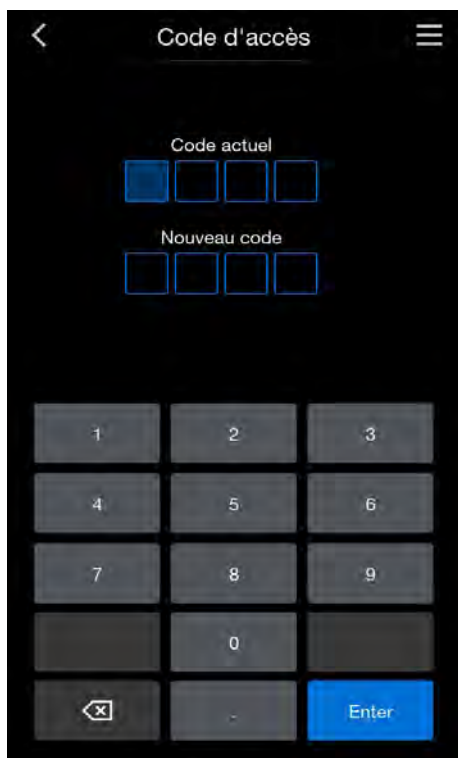 Code d'accès
Code actuel
Nouveau code
1 2 3
4 5 6
7 8 9
0
. Enter